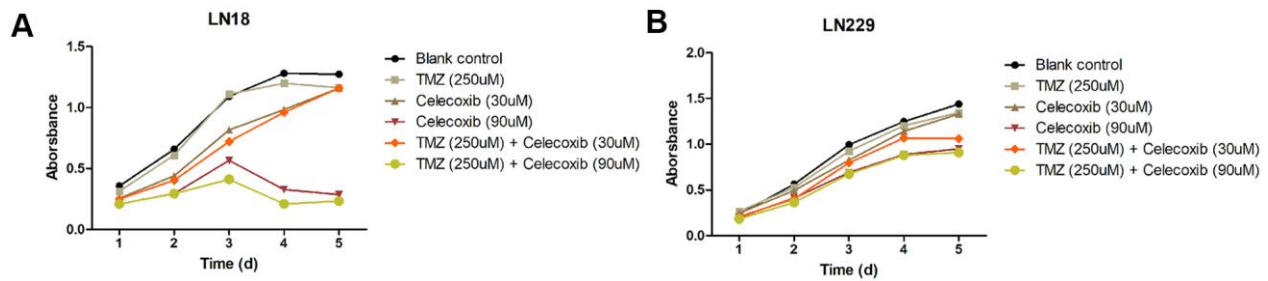 A
LN18
1.5
1.0
0.5
0.0
Aborsbance
1 2 3 4 5
Time (d)
Blank control
TMZ (250uM)
Celecoxib (30uM)
Celecoxib (90uM)
TMZ (250uM) + Celecoxib (30uM)
TMZ (250uM) + Celecoxib (90uM)
B
LN229
2.0
1.5
1.0
0.5
0.0
Aborsbance
1 2 3 4 5
Time (d)
Blank control
TMZ (250uM)
Celecoxib (30uM)
Celecoxib (90uM)
TMZ (250uM) + Celecoxib (30uM)
TMZ (250uM) + Celecoxib (90uM)